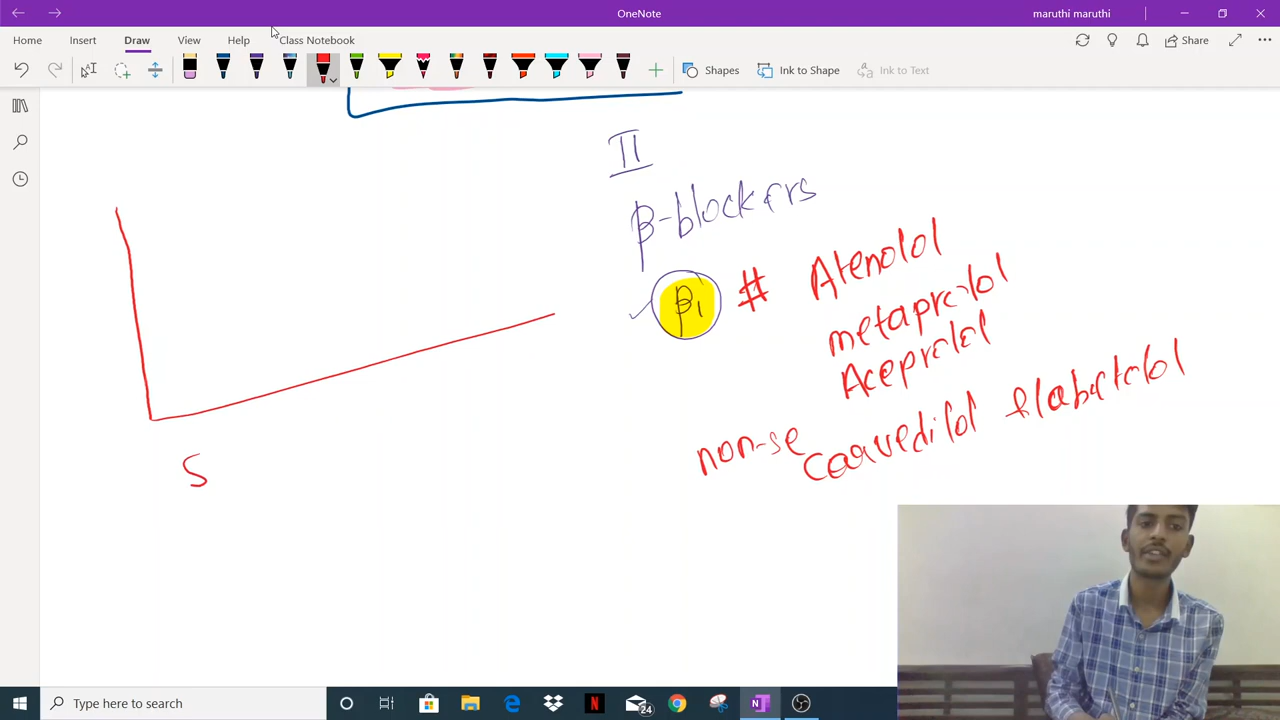 OneNote
maruthi maruthi
Home Insert Draw View Help Class Notebook
Share
Shapes
Ink to Shape
Ink to Text
II
β-blockers
β1 # Atenolol
metaprolol
Aceprolol
non-se carvedilol & labetalol
S
Type here to search
24
N